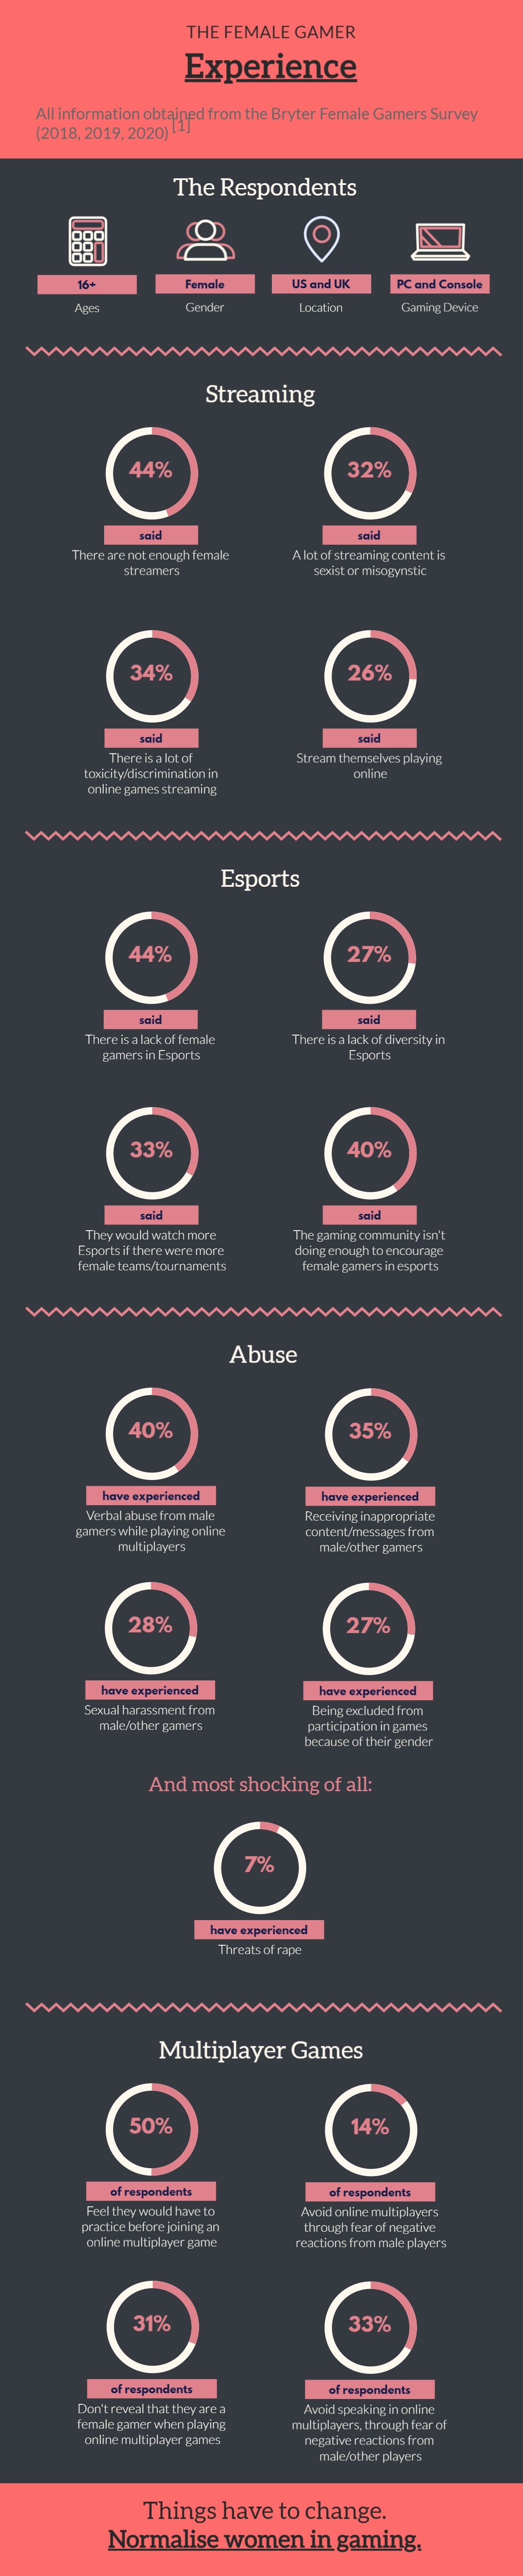 THE FEMALE GAMER
Experience
All information obtained from the Bryter Female Gamers Survey
(2018, 2019, 2020) [1]
The Respondents
16+
Female
US and UK
PC and Console
Ages
Gender
Location
Gaming Device
Streaming
44%
said
There are not enough female
streamers
32%
said
A lot of streaming content is
sexist or misogynstic
34%
said
There is a lot of
toxicity/discrimination in
online games streaming
26%
said
Stream themselves playing
online
Esports
44%
said
There is a lack of female
gamers in Esports
27%
said
There is a lack of diversity in
Esports
33%
said
They would watch more
Esports if there were more
female teams/tournaments
40%
said
The gaming community isn't
doing enough to encourage
female gamers in esports
Abuse
40%
have experienced
Verbal abuse from male
gamers while playing online
multiplayers
35%
have experienced
Receiving inappropriate
content/messages from
male/other gamers
28%
have experienced
Sexual harassment from
male/other gamers
27%
have experienced
Being excluded from
participation in games
because of their gender
And most shocking of all:
7%
have experienced
Threats of rape
Multiplayer Games
50%
of respondents
Feel they would have to
practice before joining an
online multiplayer game
14%
of respondents
Avoid online multiplayers
through fear of negative
reactions from male players
31%
of respondents
Don't reveal that they are a
female gamer when playing
online multiplayer games
33%
of respondents
Avoid speaking in online
multiplayers, through fear of
negative reactions from
male/other players
Things have to change.
Normalise women in gaming.